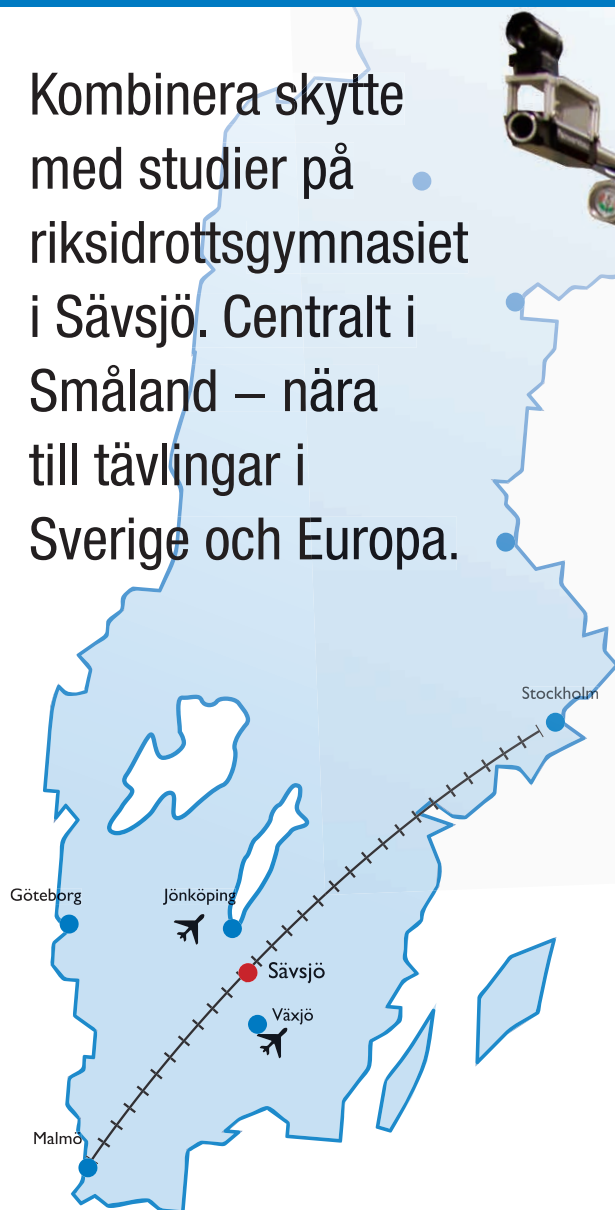 Kombinera skytte
med studier på
riksidrottsgymnasiet
i Sävsjö. Centralt i
Småland – nära
till tävlingar i
Sverige och Europa.
Stockholm
Göteborg
Jönköping
Sävsjö
Växjö
Malmö